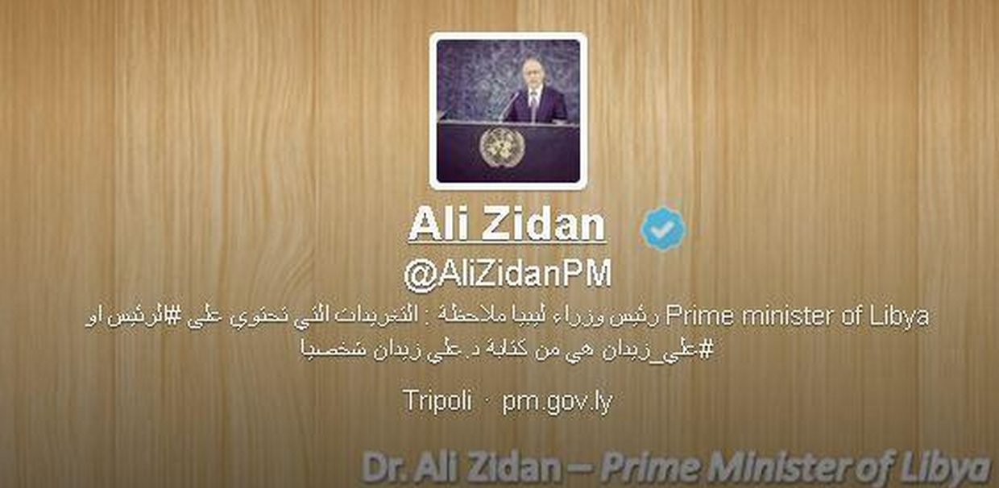 Ali Zidan
@AliZidanPM
Prime minister of Libya رئيس وزراء ليبيا ملاحظة : التغريدات التي تحتوي على #الرئيس او
#علي_زيدان هي من كتابة د.علي زيدان شخصيا
Tripoli · pm.gov.ly
Dr. Ali Zidan – Prime Minister of Libya